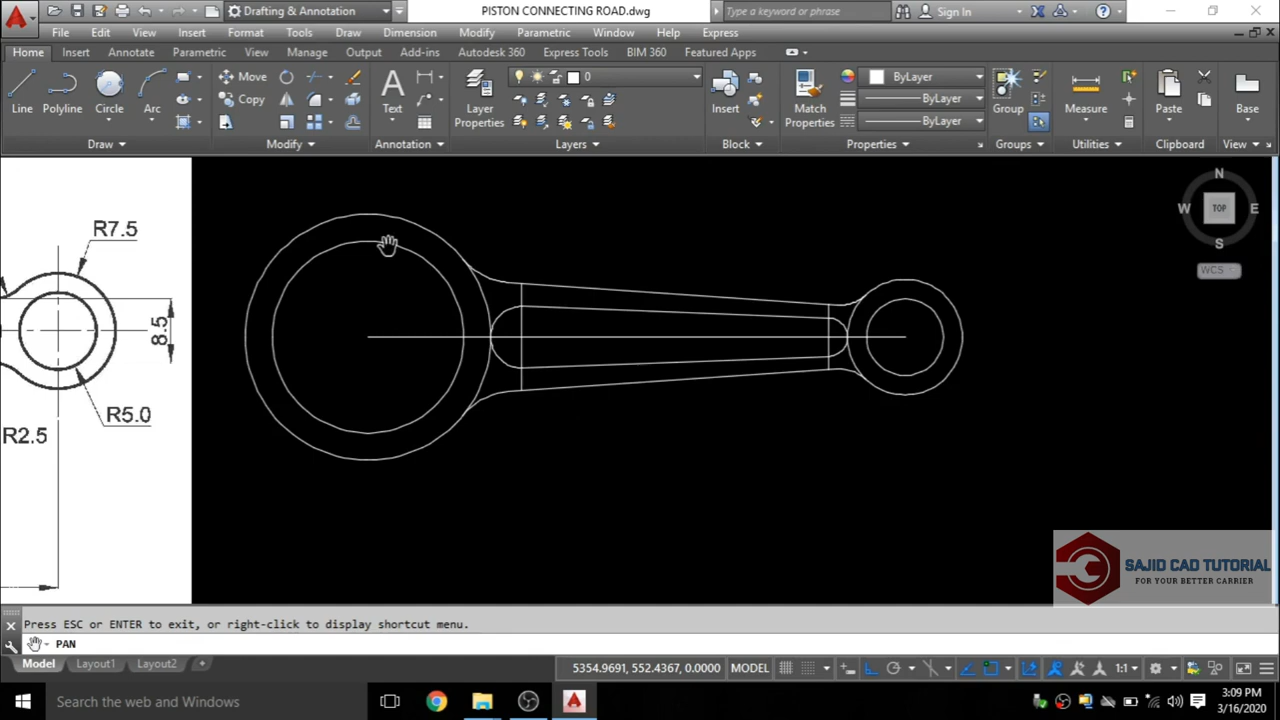 Drafting & Annotation
PISTON CONNECTING ROAD.dwg
Type a keyword or phrase
Sign In
File Edit View Insert Format Tools Draw Dimension Modify Parametric Window Help Express
Home Insert Annotate Parametric View Manage Output Add-ins Autodesk 360 Express Tools BIM 360 Featured Apps
Line Polyline Circle Arc
Move
Copy
Text
Layer
Properties
0
Insert
Match
Properties
ByLayer
ByLayer
ByLayer
Group
Measure
Paste
Base
Draw Modify Annotation Layers Block Properties Groups Utilities Clipboard View
R7.5
8.5
R5.0
R2.5
N
W TOP E
S
WCS
SAJID CAD TUTORIAL
FOR YOUR BETTER CARRIER
Press ESC or ENTER to exit, or right-click to display shortcut menu.
PAN
Model Layout1 Layout2 +
5354.9691, 552.4367, 0.0000 MODEL
1:1
Search the web and Windows
3:09 PM
3/16/2020